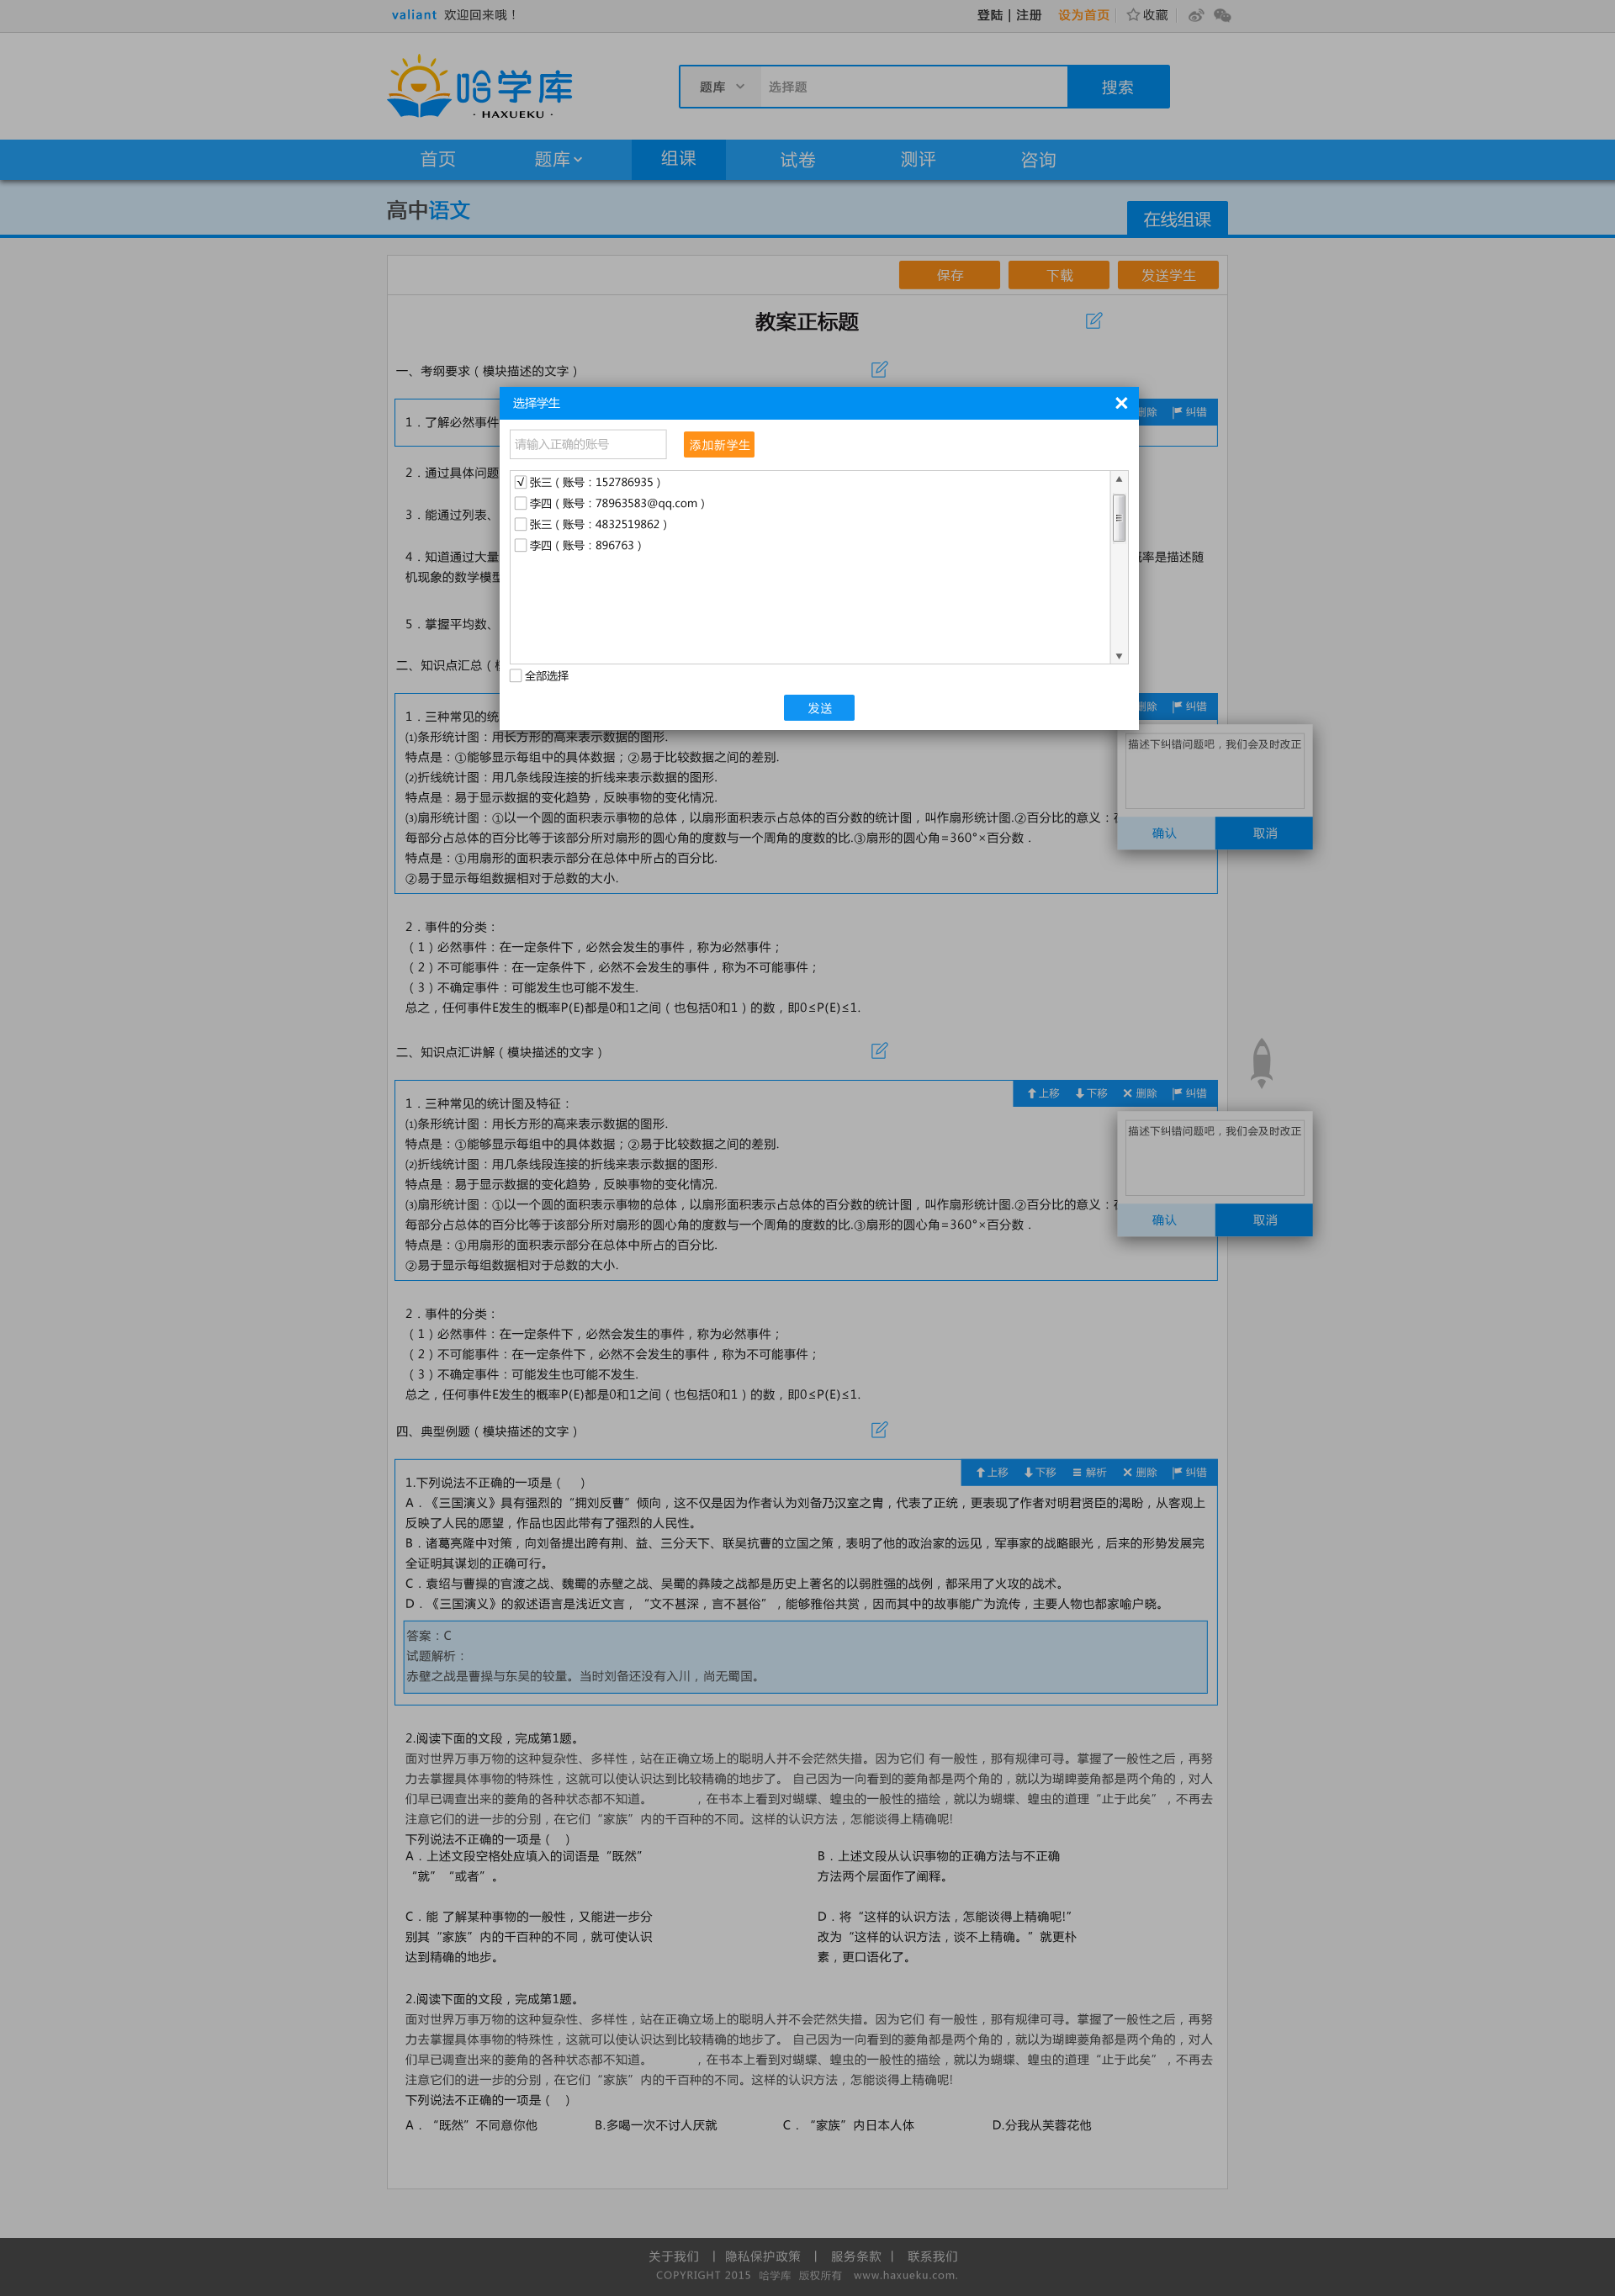 valiant 欢迎回来哦！
登陆 | 注册 设为首页 收藏
哈学库
· HAXUEKU ·
题库 选择题 搜索
首页 题库 组课 试卷 测评 咨询
高中语文
在线组课
保存 下载 发送学生
教案正标题
一、考纲要求（模块描述的文字）
选择学生
删除 纠错
1．了解必然事件
请输入正确的账号 添加新学生
2．通过具体问题
√ 张三（账号：152786935）
李四（账号：78963583@qq.com）
3．能通过列表、
张三（账号：4832519862）
李四（账号：896763）
4．知道通过大量
率是描述随
机现象的数学模型
5．掌握平均数、
二、知识点汇总（
全部选择
发送
删除 纠错
1．三种常见的统
⑴条形统计图：用长方形的高来表示数据的图形.
特点是：①能够显示每组中的具体数据；②易于比较数据之间的差别.
⑵折线统计图：用几条线段连接的折线来表示数据的图形.
特点是：易于显示数据的变化趋势，反映事物的变化情况.
⑶扇形统计图：①以一个圆的面积表示事物的总体，以扇形面积表示占总体的百分数的统计图，叫作扇形统计图.②百分比的意义：
每部分占总体的百分比等于该部分所对扇形的圆心角的度数与一个周角的度数的比.③扇形的圆心角=360°×百分数．
特点是：①用扇形的面积表示部分在总体中所占的百分比.
②易于显示每组数据相对于总数的大小.
描述下纠错问题吧，我们会及时改正
确认 取消
2．事件的分类：
（1）必然事件：在一定条件下，必然会发生的事件，称为必然事件；
（2）不可能事件：在一定条件下，必然不会发生的事件，称为不可能事件；
（3）不确定事件：可能发生也可能不发生.
总之，任何事件E发生的概率P(E)都是0和1之间（也包括0和1）的数，即0≤P(E)≤1.
二、知识点汇讲解（模块描述的文字）
上移 下移 删除 纠错
1．三种常见的统计图及特征：
⑴条形统计图：用长方形的高来表示数据的图形.
特点是：①能够显示每组中的具体数据；②易于比较数据之间的差别.
⑵折线统计图：用几条线段连接的折线来表示数据的图形.
特点是：易于显示数据的变化趋势，反映事物的变化情况.
⑶扇形统计图：①以一个圆的面积表示事物的总体，以扇形面积表示占总体的百分数的统计图，叫作扇形统计图.②百分比的意义：
每部分占总体的百分比等于该部分所对扇形的圆心角的度数与一个周角的度数的比.③扇形的圆心角=360°×百分数．
特点是：①用扇形的面积表示部分在总体中所占的百分比.
②易于显示每组数据相对于总数的大小.
描述下纠错问题吧，我们会及时改正
确认 取消
2．事件的分类：
（1）必然事件：在一定条件下，必然会发生的事件，称为必然事件；
（2）不可能事件：在一定条件下，必然不会发生的事件，称为不可能事件；
（3）不确定事件：可能发生也可能不发生.
总之，任何事件E发生的概率P(E)都是0和1之间（也包括0和1）的数，即0≤P(E)≤1.
四、典型例题（模块描述的文字）
上移 下移 解析 删除 纠错
1.下列说法不正确的一项是（ ）
A．《三国演义》具有强烈的“拥刘反曹”倾向，这不仅是因为作者认为刘备乃汉室之胄，代表了正统，更表现了作者对明君贤臣的渴盼，从客观上
反映了人民的愿望，作品也因此带有了强烈的人民性。
B．诸葛亮隆中对策，向刘备提出跨有荆、益、三分天下、联吴抗曹的立国之策，表明了他的政治家的远见，军事家的战略眼光，后来的形势发展完
全证明其谋划的正确可行。
C．袁绍与曹操的官渡之战、魏蜀的赤壁之战、吴蜀的彝陵之战都是历史上著名的以弱胜强的战例，都采用了火攻的战术。
D．《三国演义》的叙述语言是浅近文言，“文不甚深，言不甚俗”，能够雅俗共赏，因而其中的故事能广为流传，主要人物也都家喻户晓。
答案：C
试题解析：
赤壁之战是曹操与东吴的较量。当时刘备还没有入川，尚无蜀国。
2.阅读下面的文段，完成第1题。
面对世界万事万物的这种复杂性、多样性，站在正确立场上的聪明人并不会茫然失措。因为它们 有一般性，那有规律可寻。掌握了一般性之后，再努
力去掌握具体事物的特殊性，这就可以使认识达到比较精确的地步了。 自己因为一向看到的菱角都是两个角的，就以为瑚睥菱角都是两个角的，对人
们早已调查出来的菱角的各种状态都不知道。 ，在书本上看到对蝴蝶、蝗虫的一般性的描绘，就以为蝴蝶、蝗虫的道理“止于此矣”，不再去
注意它们的进一步的分别，在它们“家族”内的千百种的不同。这样的认识方法，怎能谈得上精确呢!
下列说法不正确的一项是（ ）
A．上述文段空格处应填入的词语是“既然” B．上述文段从认识事物的正确方法与不正确
“就”“或者”。 方法两个层面作了阐释。
C．能 了解某种事物的一般性，又能进一步分 D．将“这样的认识方法，怎能谈得上精确呢!”
别其“家族”内的千百种的不同，就可使认识 改为“这样的认识方法，谈不上精确。”就更朴
达到精确的地步。 素，更口语化了。
2.阅读下面的文段，完成第1题。
面对世界万事万物的这种复杂性、多样性，站在正确立场上的聪明人并不会茫然失措。因为它们 有一般性，那有规律可寻。掌握了一般性之后，再努
力去掌握具体事物的特殊性，这就可以使认识达到比较精确的地步了。 自己因为一向看到的菱角都是两个角的，就以为瑚睥菱角都是两个角的，对人
们早已调查出来的菱角的各种状态都不知道。 ，在书本上看到对蝴蝶、蝗虫的一般性的描绘，就以为蝴蝶、蝗虫的道理“止于此矣”，不再去
注意它们的进一步的分别，在它们“家族”内的千百种的不同。这样的认识方法，怎能谈得上精确呢!
下列说法不正确的一项是（ ）
A．“既然”不同意你他 B.多喝一次不讨人厌就 C．“家族”内日本人体 D.分我从芙蓉花他
关于我们 | 隐私保护政策 | 服务条款 | 联系我们
COPYRIGHT 2015 哈学库 版权所有 www.haxueku.com.